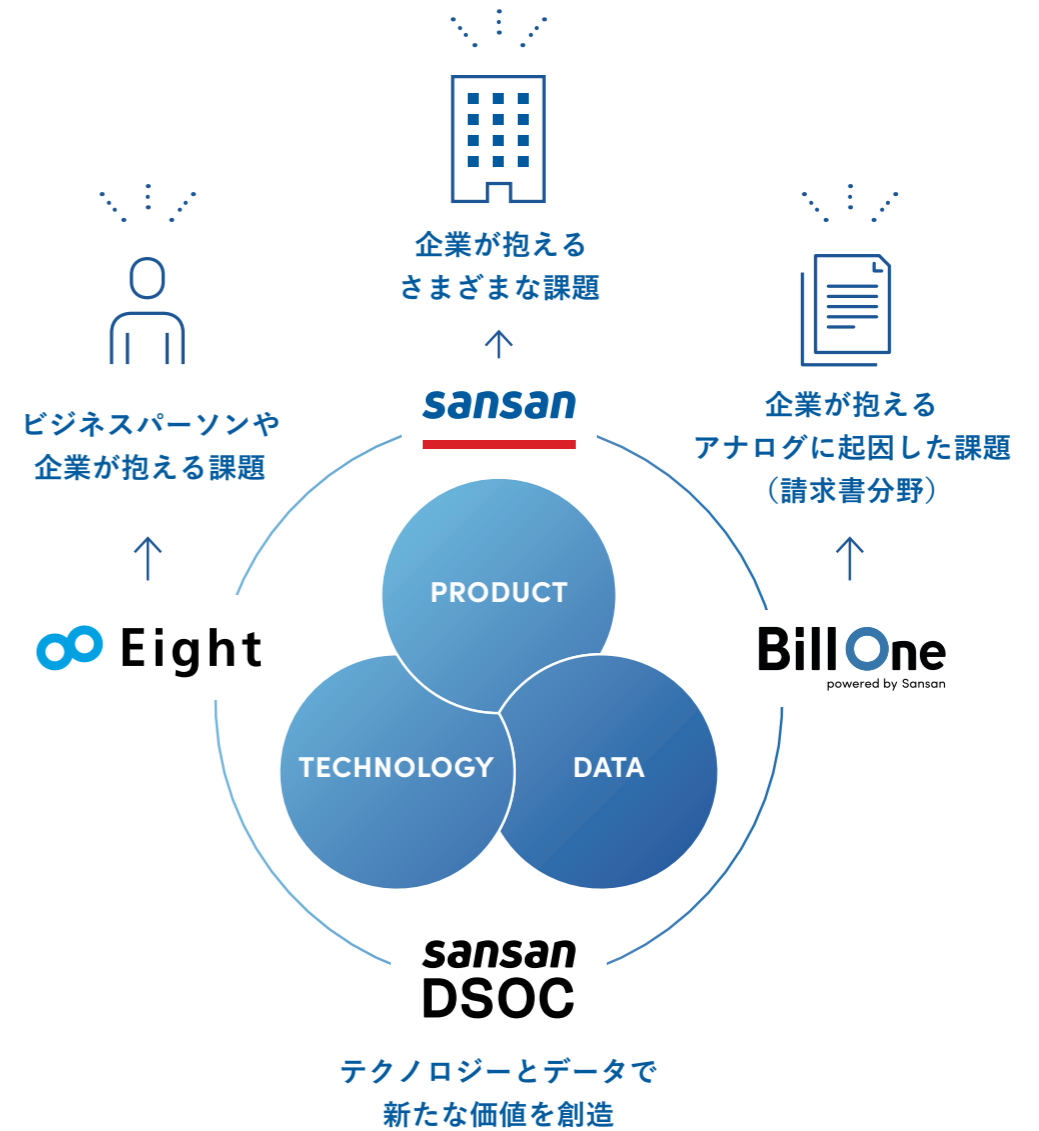 企業が抱える
さまざまな課題
sansan
ビジネスパーソンや
企業が抱える課題
Eight
企業が抱える
アナログに起因した課題
（請求書分野）
Bill One
powered by Sansan
PRODUCT
TECHNOLOGY
DATA
sansan
DSOC
テクノロジーとデータで
新たな価値を創造